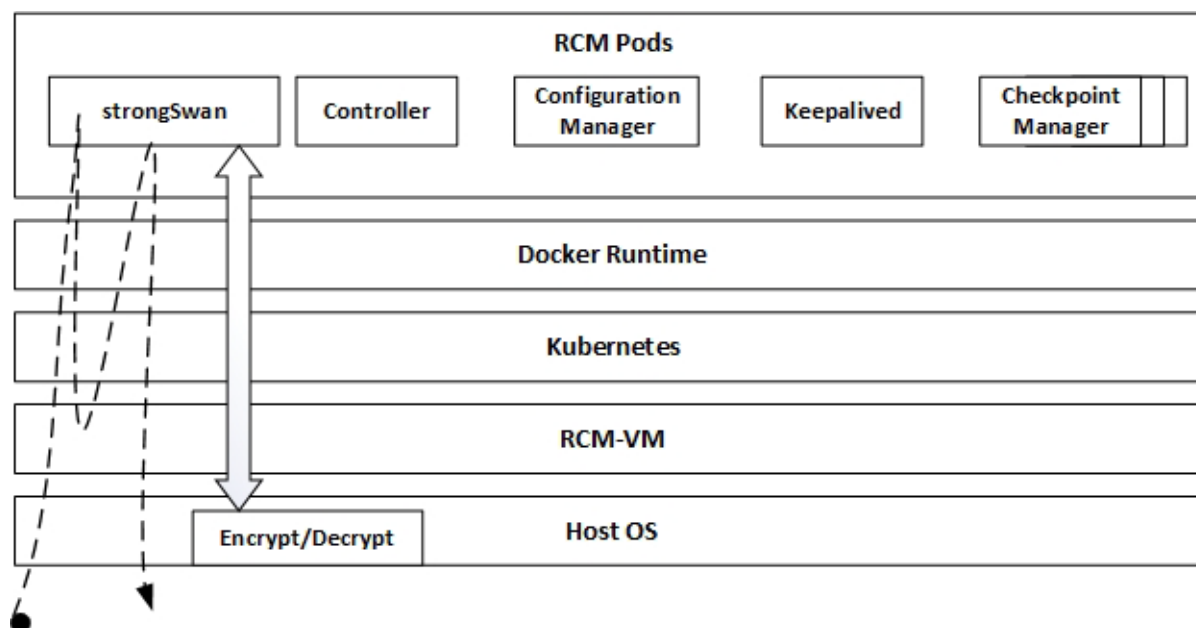 RCM Pods
strongSwan
Controller
Configuration
Manager
Keepalived
Checkpoint
Manager
Docker Runtime
Kubernetes
RCM-VM
Host OS
Encrypt/Decrypt